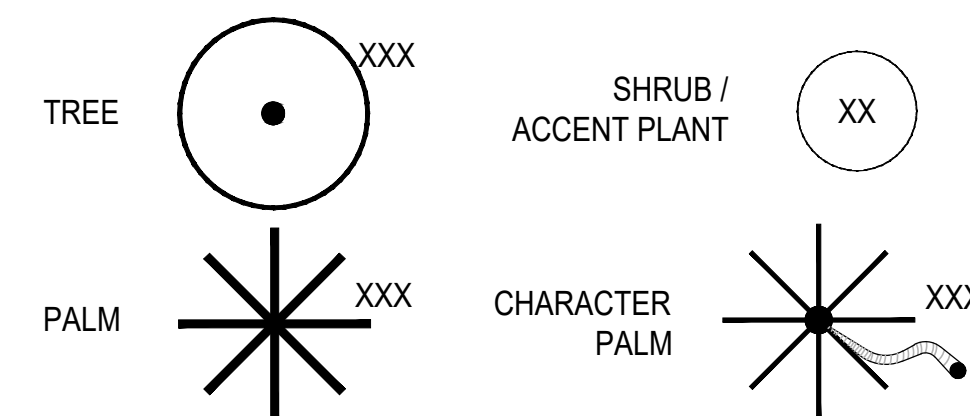 TREE
XXX
SHRUB /
ACCENT PLANT
XX
PALM
XXX
CHARACTER
PALM
XXX